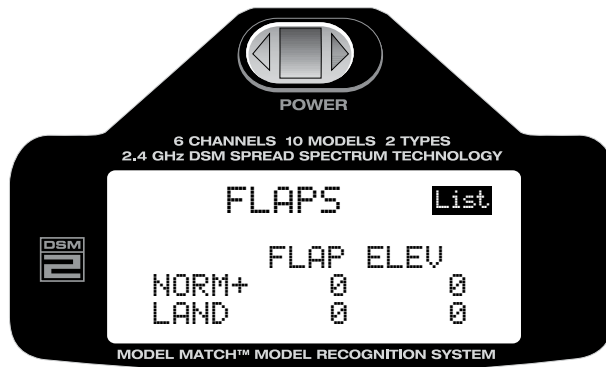 POWER
6 CHANNELS 10 MODELS 2 TYPES
2.4 GHz DSM SPREAD SPECTRUM TECHNOLOGY
FLAPS List
DSM
2
FLAP ELEV
NORM+ 0 0
LAND 0 0
MODEL MATCH™ MODEL RECOGNITION SYSTEM